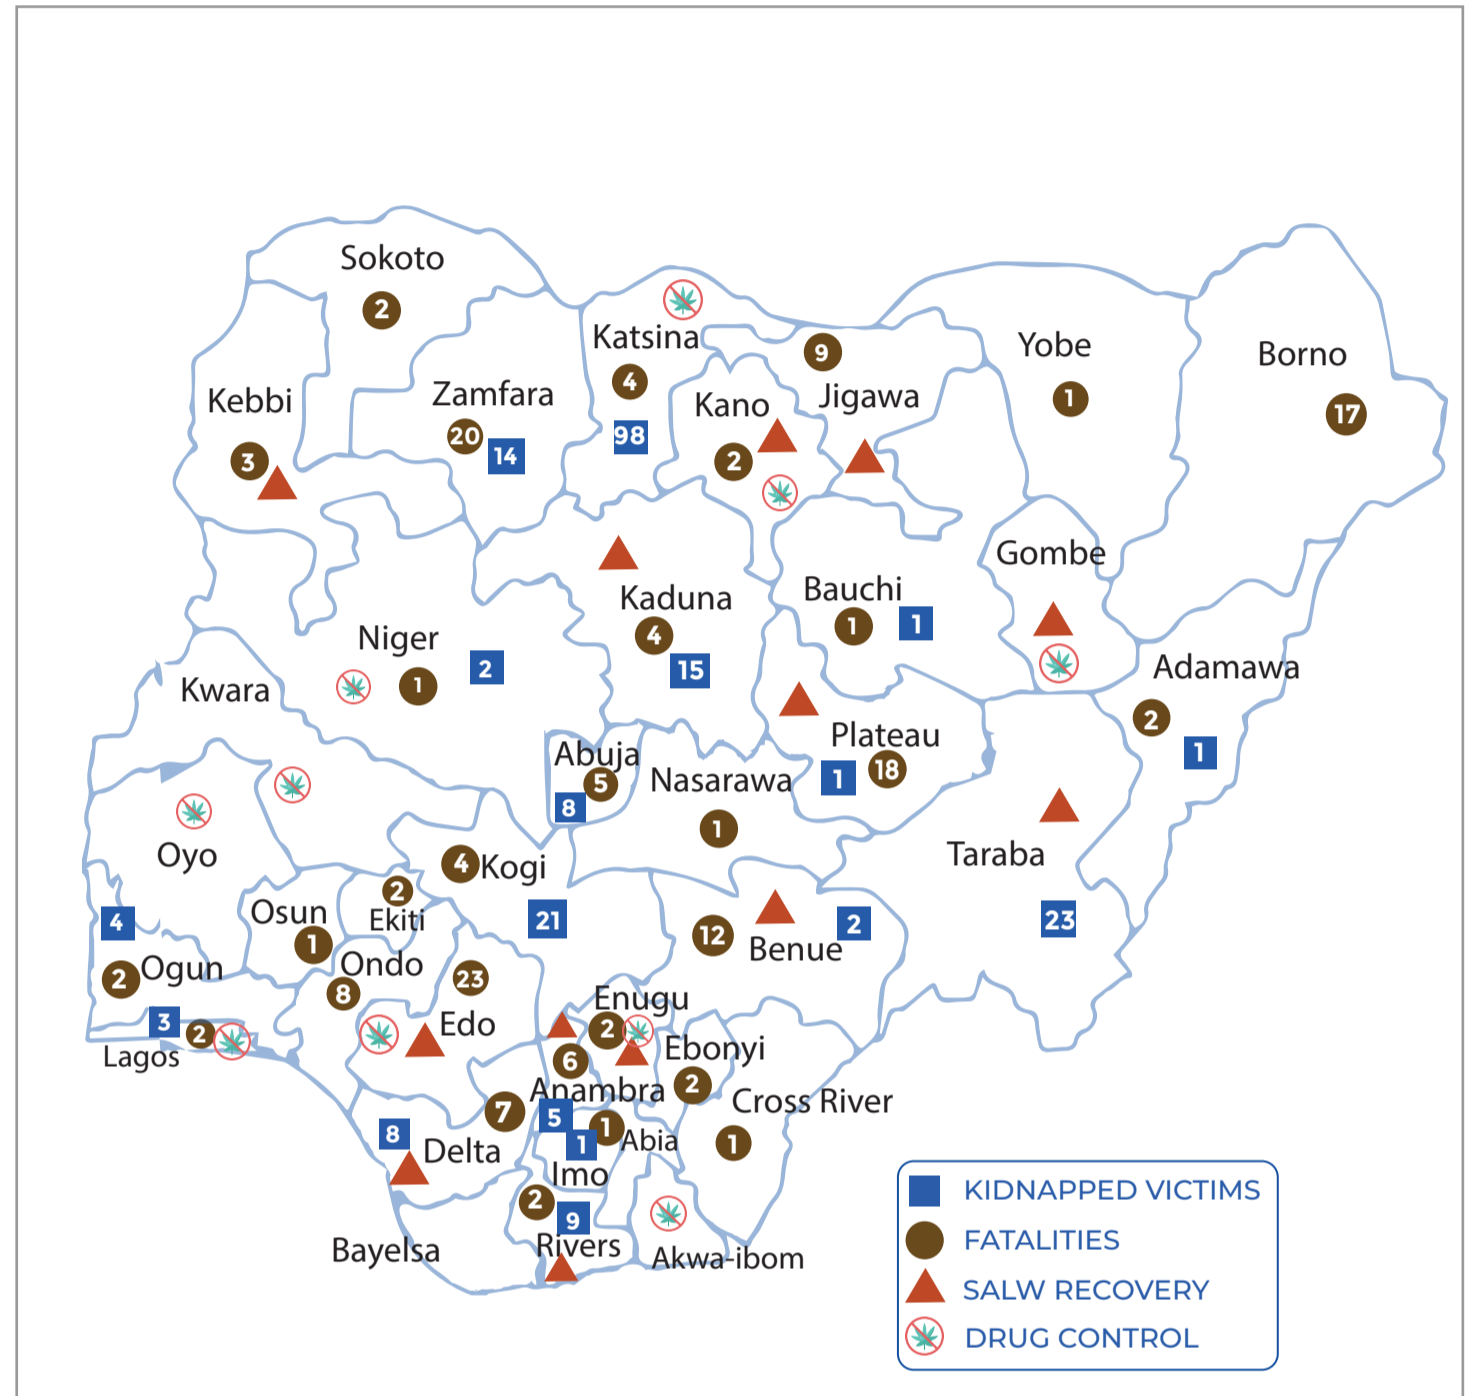 Sokoto
2
Katsina
4
98
9
Jigawa
Yobe
1
Borno
17
Kebbi
3
Zamfara
20
14
Kano
2
Gombe
Kaduna
4
15
Bauchi
1
1
Niger
1
2
Kwara
Adamawa
2
1
Abuja
5
8
Nasarawa
1
Plateau
1
18
Taraba
23
Oyo
4
Kogi
21
2
Ekiti
Osun
1
12
Benue
2
4
2
Ogun
Ondo
8
23
Edo
3
2
Lagos
Enugu
2
6
Anambra
Ebonyi
2
Cross River
1
7
8
Delta
5
1
1
Abia
Imo
2
9
Rivers
Bayelsa
Akwa-ibom
KIDNAPPED VICTIMS
FATALITIES
SALW RECOVERY
DRUG CONTROL